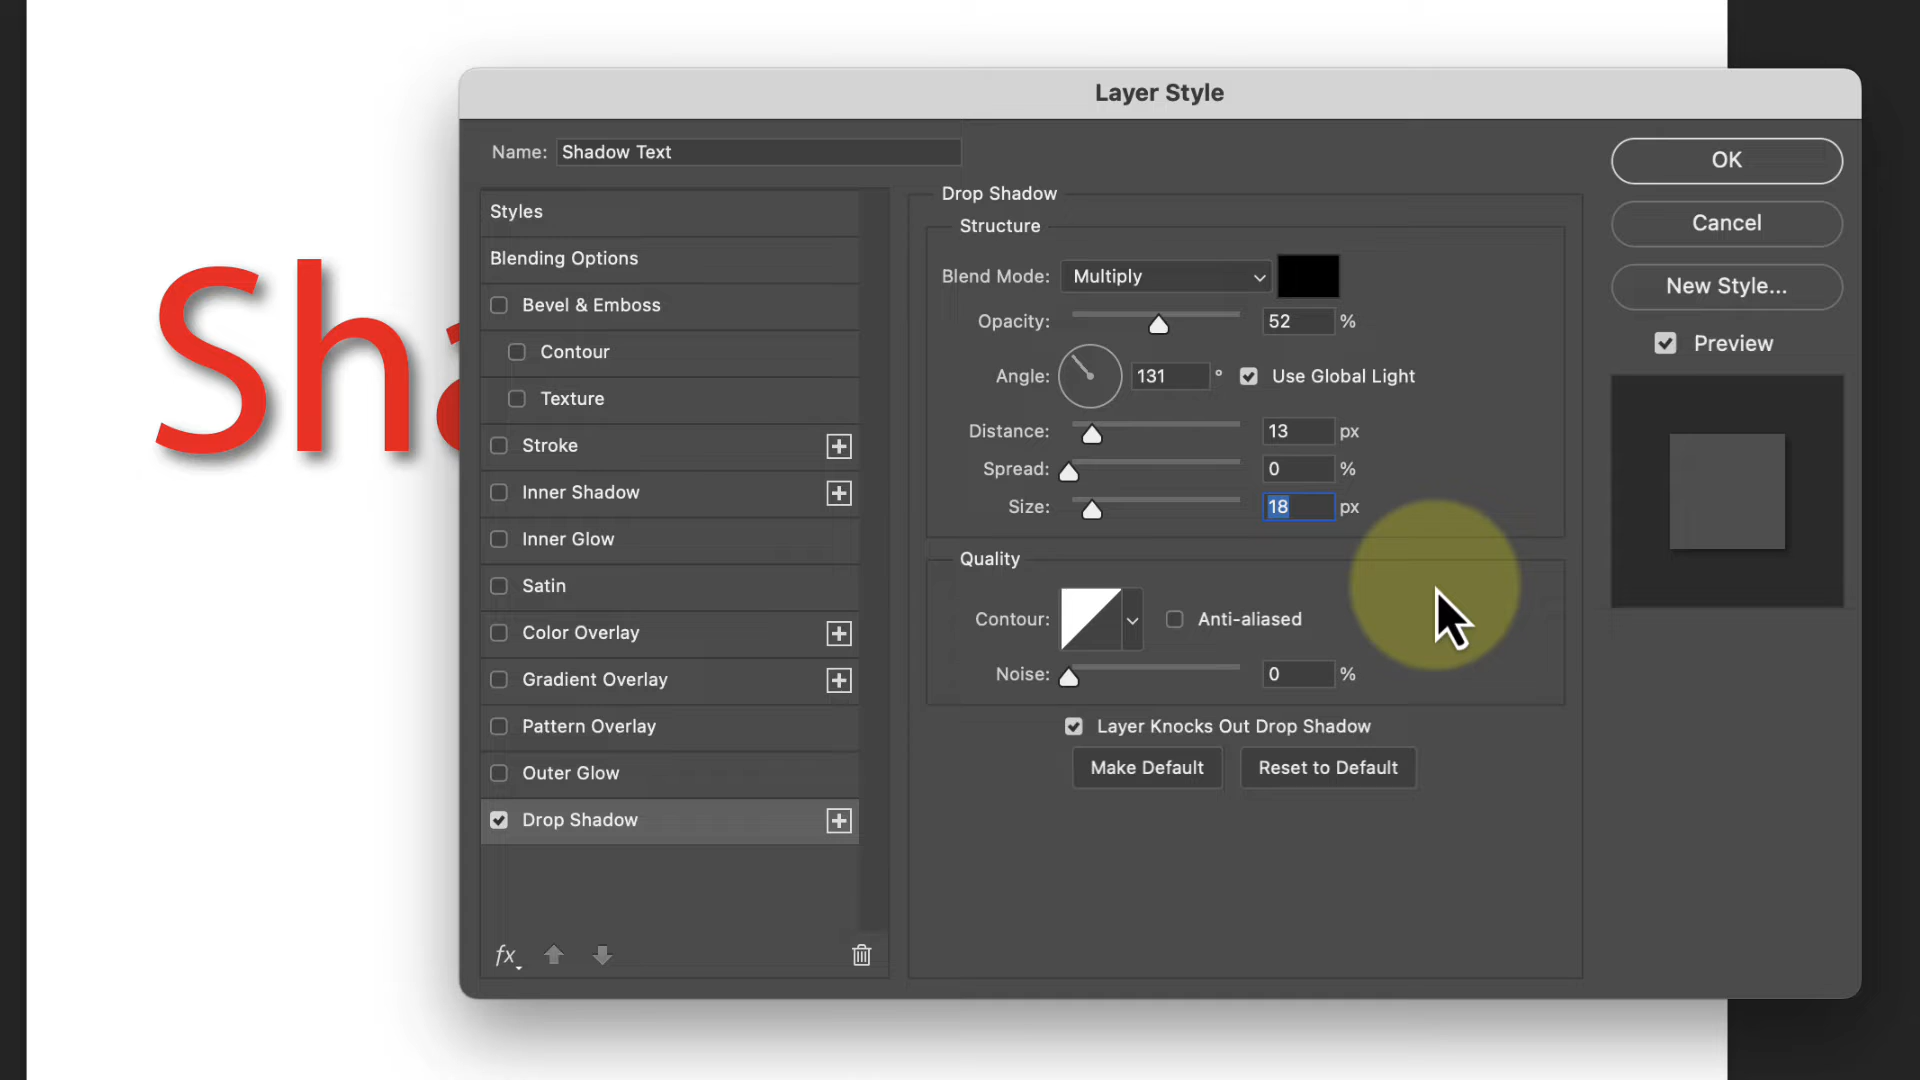 Layer Style
Name: Shadow Text
OK
Cancel
New Style...
Preview
Styles
Blending Options
Bevel & Emboss
Contour
Texture
Stroke
Inner Shadow
Inner Glow
Satin
Color Overlay
Gradient Overlay
Pattern Overlay
Outer Glow
Drop Shadow
fx
Drop Shadow
Structure
Blend Mode: Multiply
Opacity: 52 %
Angle: 131 ° Use Global Light
Distance: 13 px
Spread: 0 %
Size: 18 px
Quality
Contour: Anti-aliased
Noise: 0 %
Layer Knocks Out Drop Shadow
Make Default Reset to Default
Sha